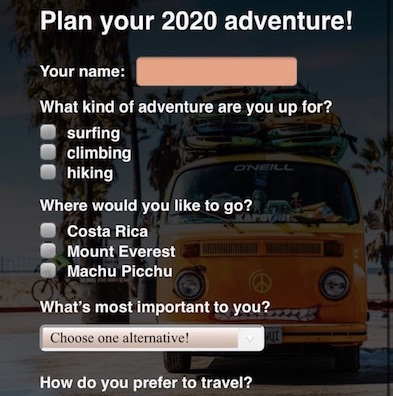 Plan your 2020 adventure!
Your name:
What kind of adventure are you up for?
surfing
climbing
hiking
Where would you like to go?
Costa Rica
Mount Everest
Machu Picchu
What's most important to you?
Choose one alternative!
How do you prefer to travel?
O'NEILL